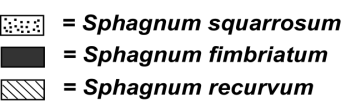 = Sphagnum squarrosum
= Sphagnum fimbriatum
= Sphagnum recurvum